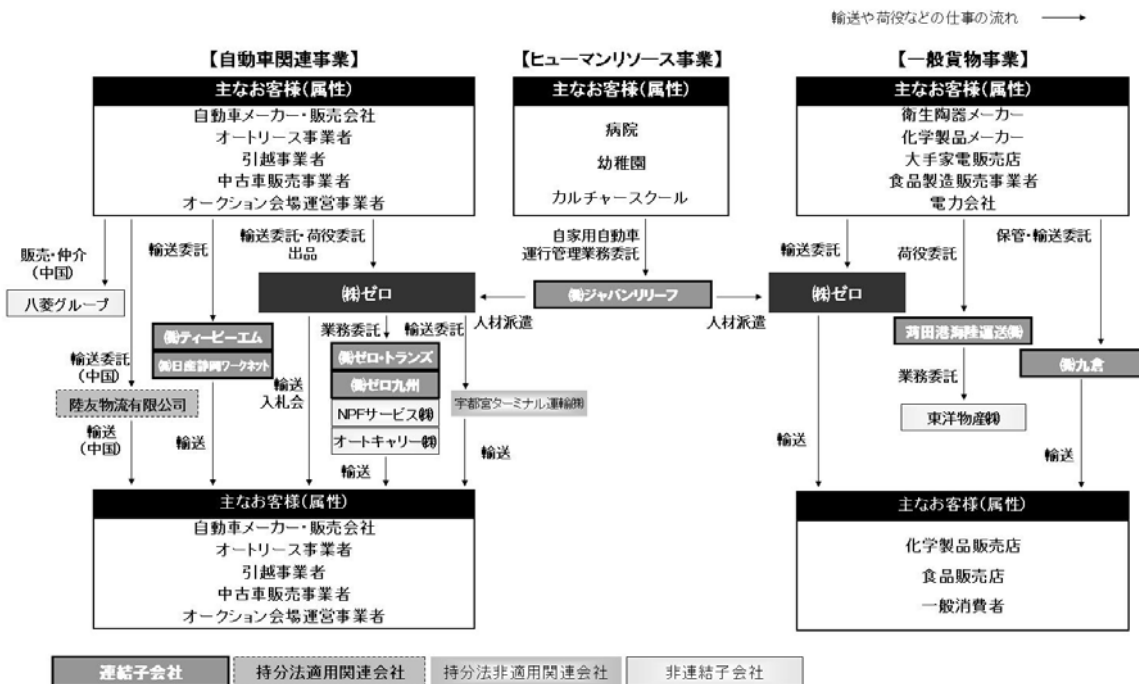 輸送や荷役などの仕事の流れ
【自動車関連事業】
主なお客様(属性)
自動車メーカー・販売会社
オートリース事業者
引越事業者
中古車販売事業者
オークション会場運営事業者
【ヒューマンリソース事業】
主なお客様(属性)
病院
幼稚園
カルチャースクール
【一般貨物事業】
主なお客様(属性)
衛生陶器メーカー
化学製品メーカー
大手家電販売店
食品製造販売事業者
電力会社
販売・仲介
(中国)
輸送委託
輸送委託・荷役委託
出品
自家用自動車
運行管理業務委託
輸送委託
荷役委託
保管・輸送委託
八菱グループ
㈱ゼロ
㈱ジャパンリリーフ
㈱ゼロ
人材派遣
人材派遣
㈱ティービーエム
㈱日産静岡ワークネット
業務委託
輸送委託
㈱ゼロ・トランズ
㈱ゼロ九州
NPFサービス㈱
オートキャリー㈱
宇都宮ターミナル運輸㈱
苅田港海陸運送㈱
㈱九倉
業務委託
東洋物産㈱
輸送委託
(中国)
陸友物流有限公司
輸送
(中国)
輸送
輸送
入札会
輸送
輸送
輸送
輸送
主なお客様(属性)
自動車メーカー・販売会社
オートリース事業者
引越事業者
中古車販売事業者
オークション会場運営事業者
主なお客様(属性)
化学製品販売店
食品販売店
一般消費者
連結子会社
持分法適用関連会社
持分法非適用関連会社
非連結子会社